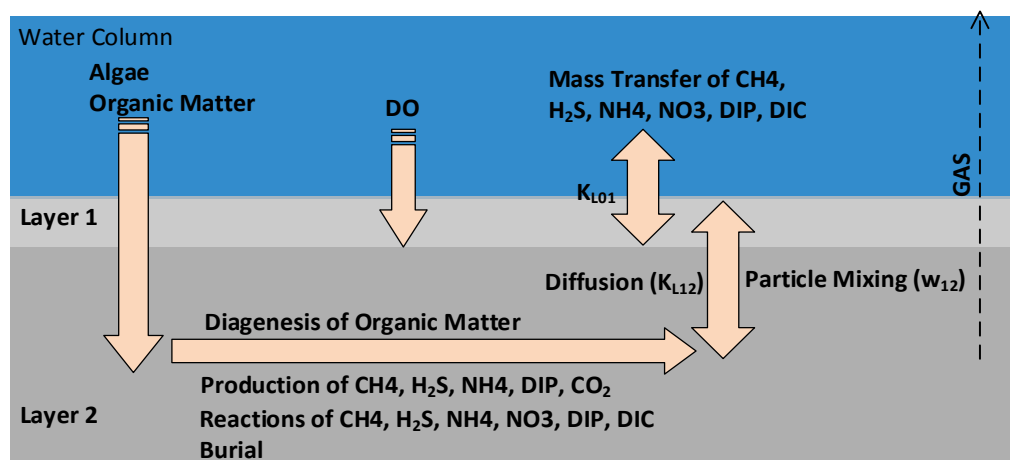 Water Column
Algae
Organic Matter
DO
Mass Transfer of CH4,
H₂S, NH4, NO3, DIP, DIC
GAS
K_L01
Layer 1
Diffusion (K_L12)
Particle Mixing (w₁₂)
Diagenesis of Organic Matter
Production of CH4, H₂S, NH4, DIP, CO₂
Layer 2
Reactions of CH4, H₂S, NH4, NO3, DIP, DIC
Burial